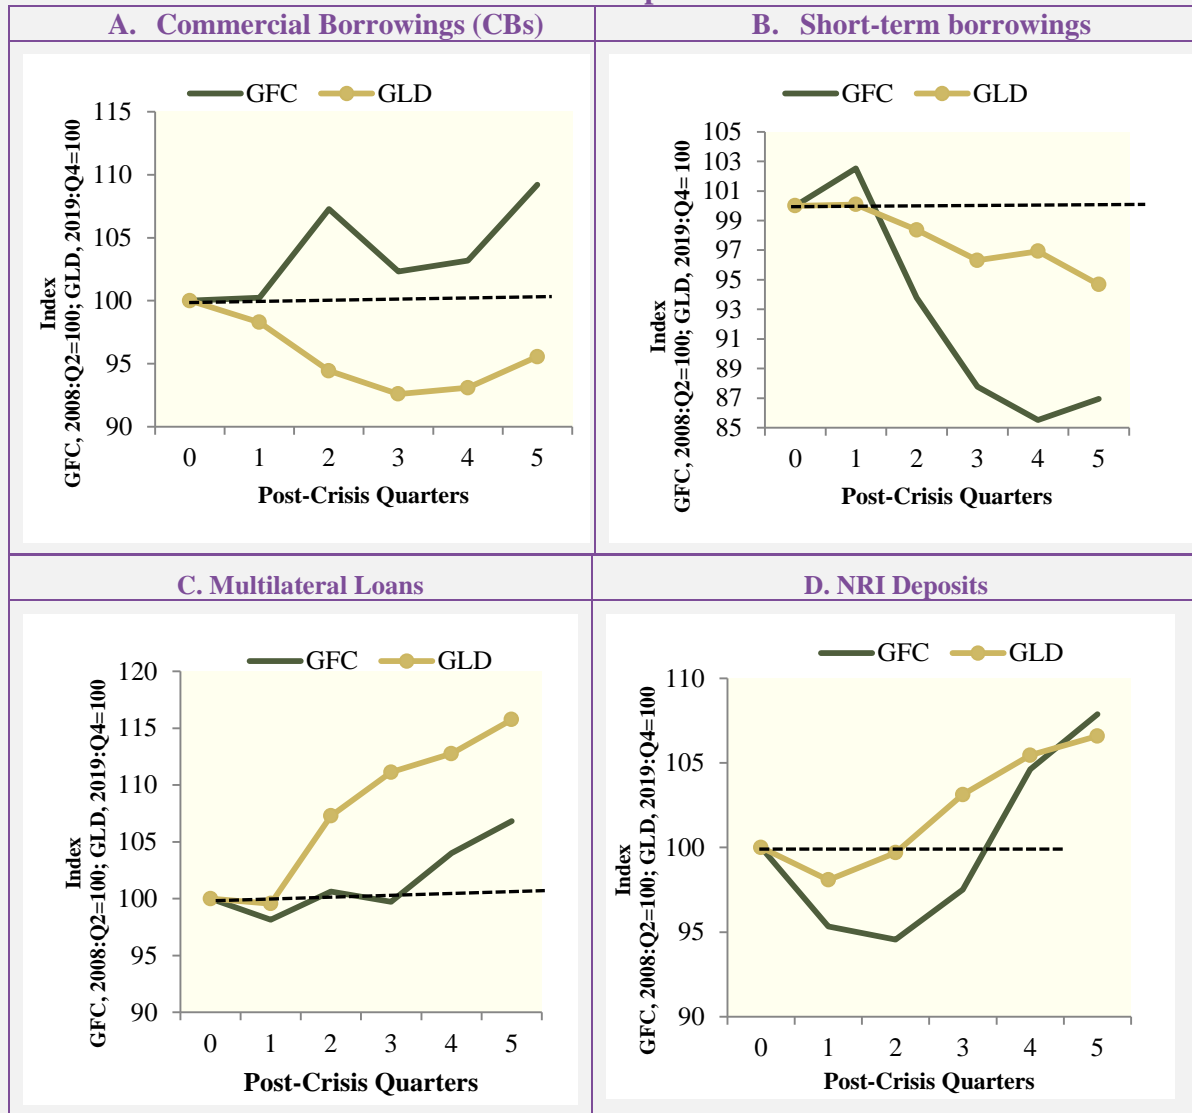 A. Commercial Borrowings (CBs)
B. Short-term borrowings
GFC GLD
Index
GFC, 2008:Q2=100; GLD, 2019:Q4=100
115
110
105
100
95
90
0 1 2 3 4 5
Post-Crisis Quarters
GFC GLD
Index
GFC, 2008:Q2=100; GLD, 2019:Q4= 100
105
103
101
99
97
95
93
91
89
87
85
0 1 2 3 4 5
Post-Crisis Quarters
C. Multilateral Loans
D. NRI Deposits
GFC GLD
Index
GFC, 2008:Q2=100; GLD, 2019:Q4=100
120
115
110
105
100
95
90
0 1 2 3 4 5
Post-Crisis Quarters
GFC GLD
Index
GFC, 2008:Q2=100; GLD, 2019:Q4=100
110
105
100
95
90
0 1 2 3 4 5
Post-Crisis Quarters